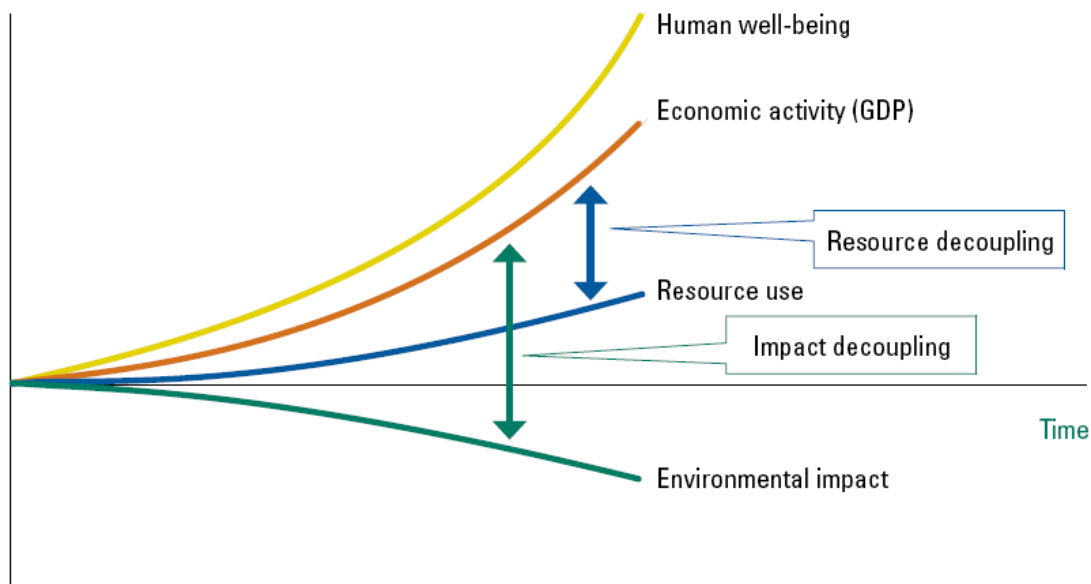 Human well-being
Economic activity (GDP)
Resource decoupling
Resource use
Impact decoupling
Time
Environmental impact